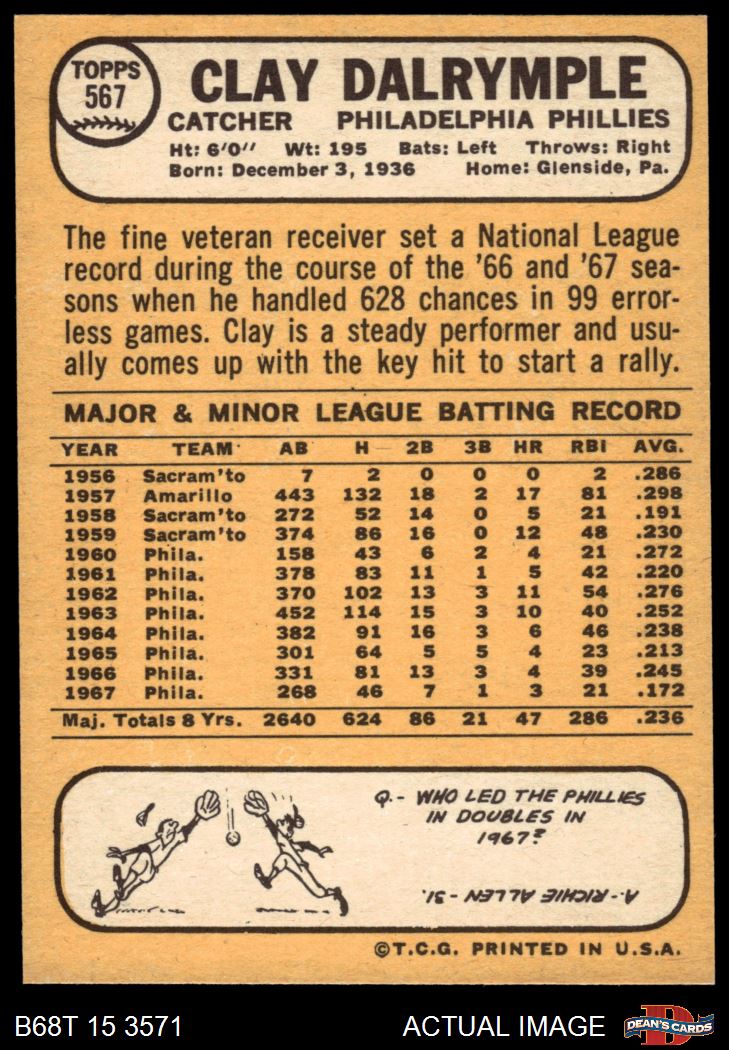 TOPPS
567
CLAY DALRYMPLE
CATCHER PHILADELPHIA PHILLIES
Ht: 6'0" Wt: 195 Bats: Left Throws: Right
Born: December 3, 1936 Home: Glenside, Pa.
The fine veteran receiver set a National League
record during the course of the '66 and '67 sea-
sons when he handled 628 chances in 99 error-
less games. Clay is a steady performer and usu-
ally comes up with the key hit to start a rally.
MAJOR & MINOR LEAGUE BATTING RECORD
YEAR TEAM AB H 2B 3B HR RBI AVG.
1956 Sacram'to 7 2 0 0 0 2 .286
1957 Amarillo 443 132 18 2 17 81 .298
1958 Sacram'to 272 52 14 0 5 21 .191
1959 Sacram'to 374 86 16 0 12 48 .230
1960 Phila. 158 43 6 2 4 21 .272
1961 Phila. 378 83 11 1 5 42 .220
1962 Phila. 370 102 13 3 11 54 .276
1963 Phila. 452 114 15 3 10 40 .252
1964 Phila. 382 91 16 3 6 46 .238
1965 Phila. 301 64 5 5 4 23 .213
1966 Phila. 331 81 13 3 4 39 .245
1967 Phila. 268 46 7 1 3 21 .172
Maj. Totals 8 Yrs. 2640 624 86 21 47 286 .236
Q.- WHO LED THE PHILLIES
IN DOUBLES IN
1967?
A.- RICHIE ALLEN - 31.
©T.C.G. PRINTED IN U.S.A.
B68T 15 3571 ACTUAL IMAGE
D
DEAN'S CARDS